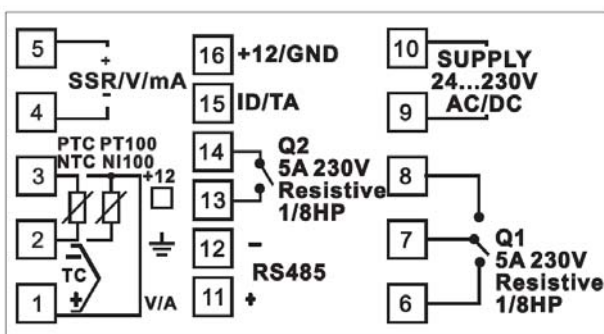 5
+
SSR/V/mA
-
4
PTC PT100
NTC NI100
3
+12
2
-
TC
+
1
V/A
16 +12/GND
15 ID/TA
14
Q2
5A 230V
Resistive
1/8HP
13
12 -
RS485
11 +
10
SUPPLY
24...230V
AC/DC
9
8
7
Q1
5A 230V
Resistive
1/8HP
6